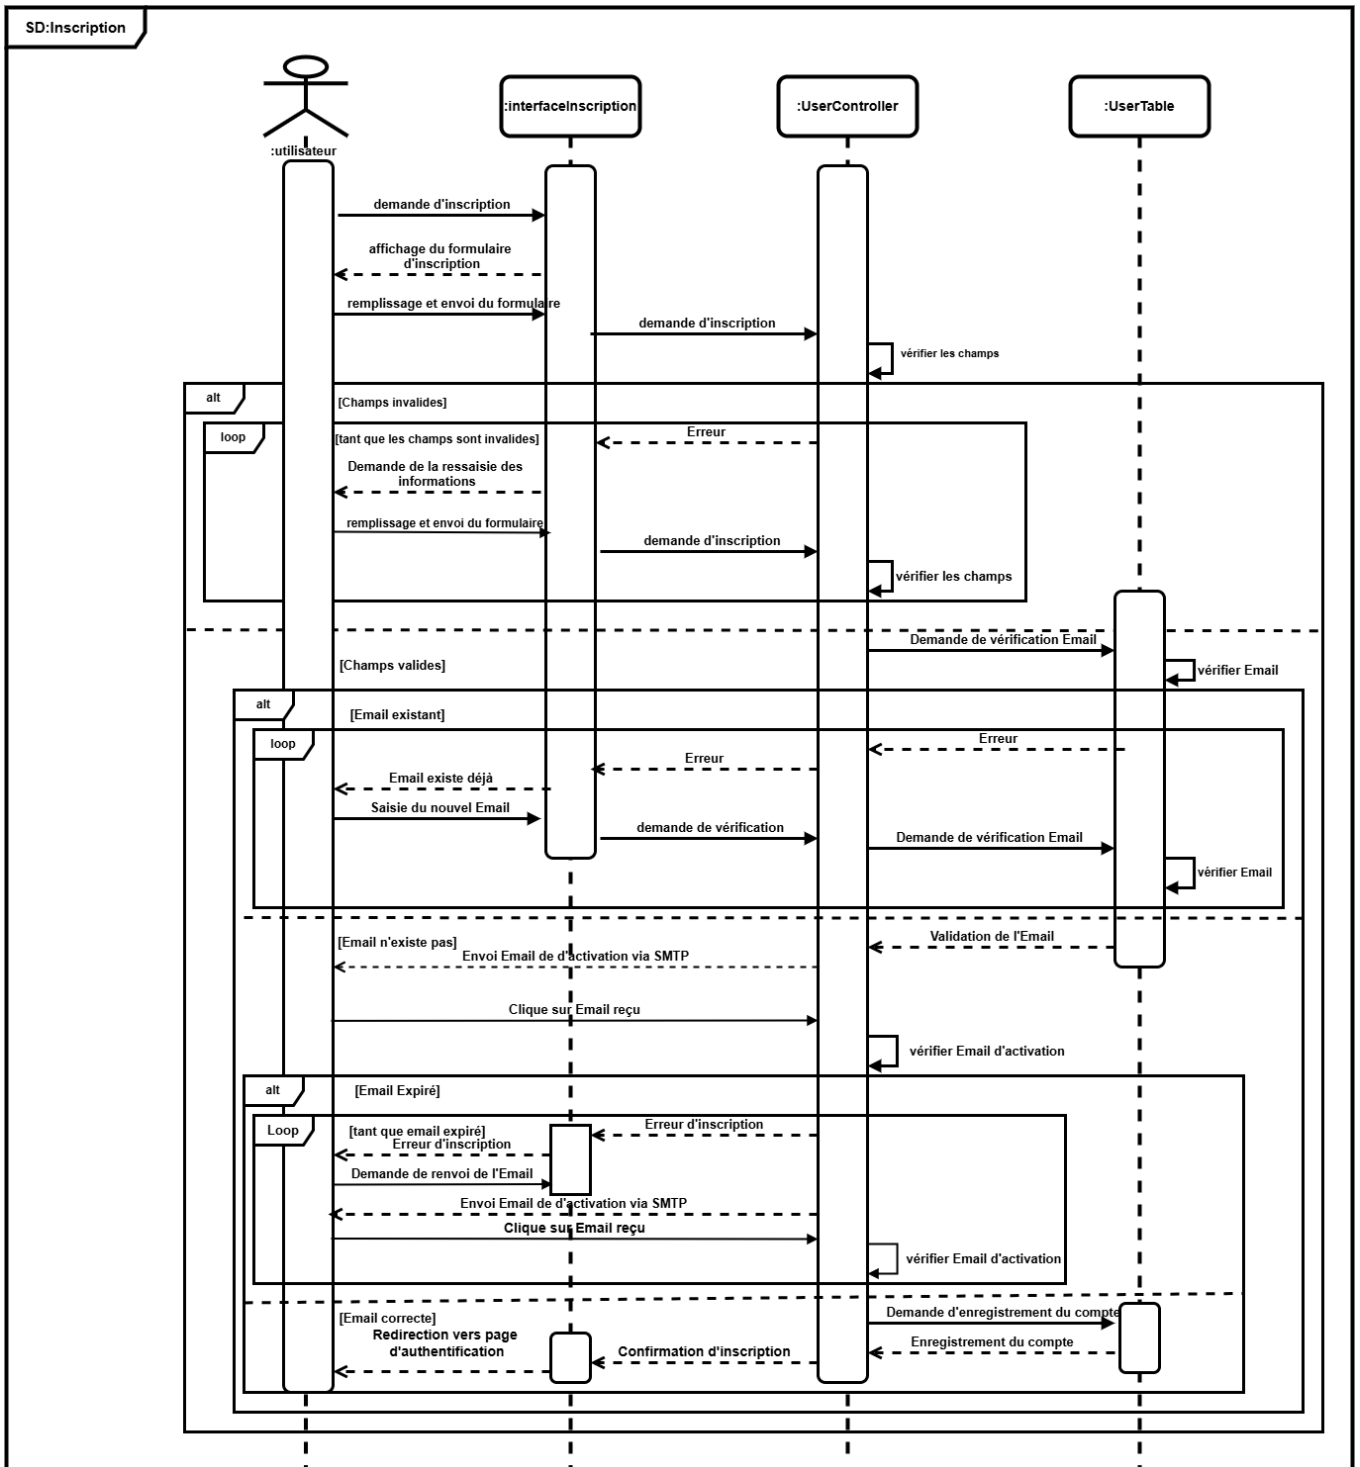 SD:Inscription
:utilisateur
:interfaceInscription
:UserController
:UserTable
demande d'inscription
affichage du formulaire
d'inscription
remplissage et envoi du formulaire
demande d'inscription
vérifier les champs
alt
[Champs invalides]
loop
[tant que les champs sont invalides]
Erreur
Demande de la ressaisie des
informations
remplissage et envoi du formulaire
demande d'inscription
vérifier les champs
Demande de vérification Email
[Champs valides]
vérifier Email
alt
[Email existant]
loop
Erreur
Erreur
Email existe déjà
Saisie du nouvel Email
demande de vérification
Demande de vérification Email
vérifier Email
Validation de l'Email
[Email n'existe pas]
Envoi Email de d'activation via SMTP
Clique sur Email reçu
vérifier Email d'activation
alt
[Email Expiré]
Loop
[tant que email expiré]
Erreur d'inscription
Erreur d'inscription
Demande de renvoi de l'Email
Envoi Email de d'activation via SMTP
Clique sur Email reçu
vérifier Email d'activation
[Email correcte]
Demande d'enregistrement du compte
Redirection vers page
d'authentification
Enregistrement du compte
Confirmation d'inscription